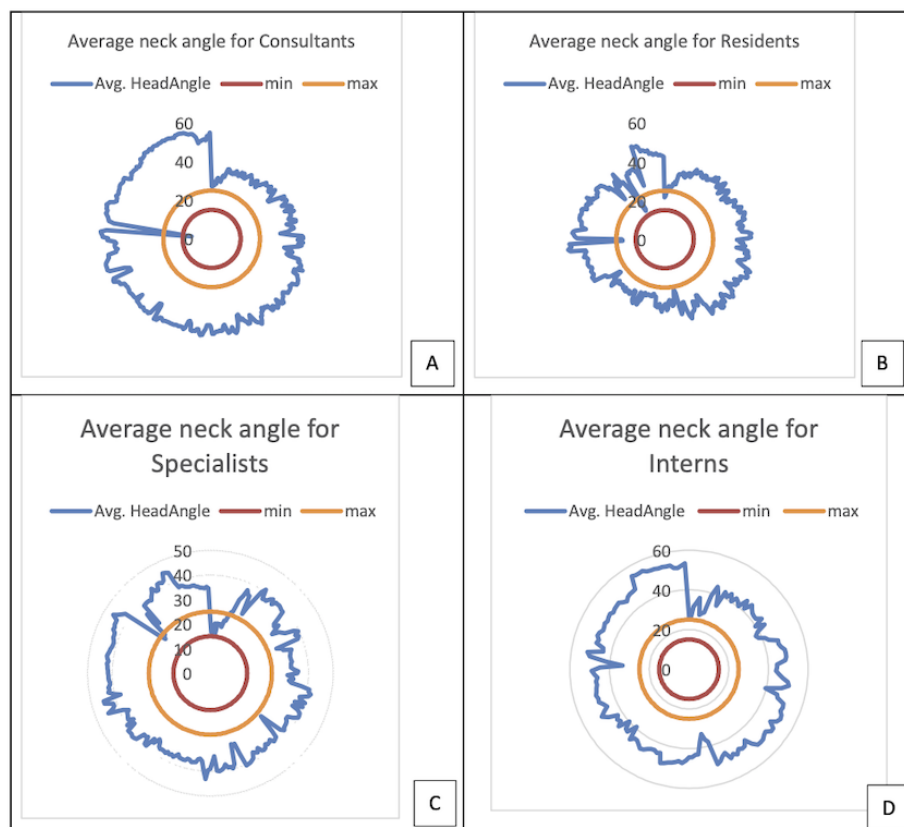 Average neck angle for Consultants
Avg. HeadAngle min max
60
40
20
0
A
Average neck angle for Residents
Avg. HeadAngle min max
60
40
20
0
B
Average neck angle for
Specialists
Avg. HeadAngle min max
50
40
30
20
10
0
C
Average neck angle for
Interns
Avg. HeadAngle min max
60
40
20
0
D